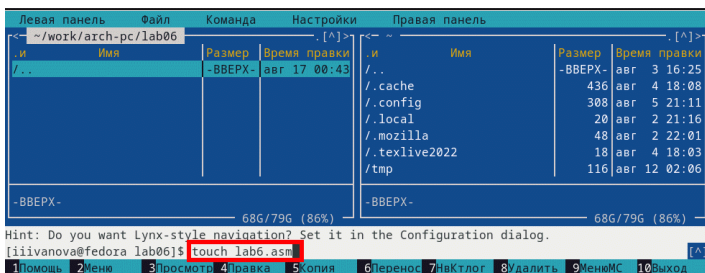 Левая панель Файл Команда Настройки Правая панель
<- ~/work/arch-pc/lab06 .[^]> <- ~ .[^]>
.и Имя Размер Время правки .и Имя Размер Время правки
/.. -ВВЕРХ- авг 17 00:43 /.. -ВВЕРХ- авг 3 16:25
/.cache 436 авг 4 18:08
/.config 308 авг 5 21:11
/.local 20 авг 2 21:16
/.mozilla 48 авг 2 22:01
/.texlive2022 18 авг 4 18:03
/tmp 116 авг 12 02:06
-ВВЕРХ- -ВВЕРХ-
68G/79G (86%) 68G/79G (86%)
Hint: Do you want Lynx-style navigation? Set it in the Configuration dialog.
[iiivanova@fedora lab06]$ touch lab6.asm [^]
1Помощь 2Меню 3Просмотр 4Правка 5Копия 6Перенос 7НвКтлог 8Удалить 9МенюMC 10Выход